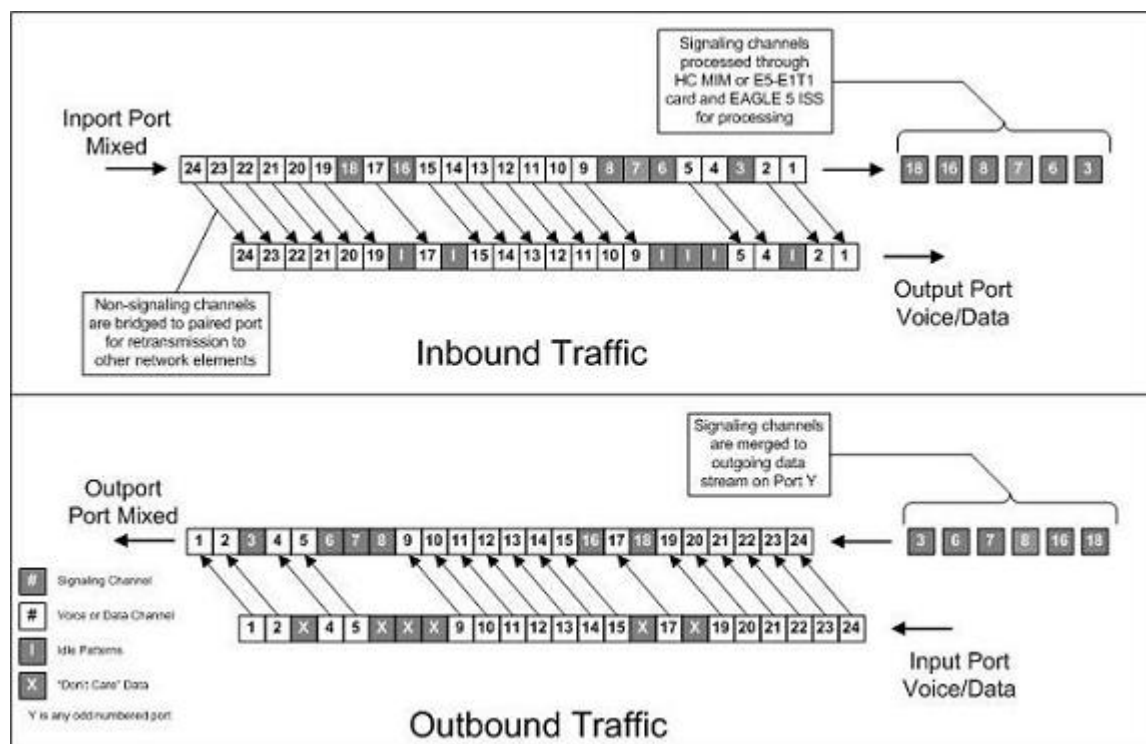 Signaling channels
processed through
HC MIM or E5-E1T1
card and EAGLE 5 ISS
for processing
Inport Port
Mixed
24 23 22 21 20 19 18 17 16 15 14 13 12 11 10 9 8 7 6 5 4 3 2 1
18 16 8 7 6 3
24 23 22 21 20 19 I 17 I 15 14 13 12 11 10 9 I I I 5 4 I 2 1
Non-signaling channels
are bridged to paired port
for retransmission to
other network elements
Output Port
Voice/Data
Inbound Traffic
Signaling channels
are merged to
outgoing data
stream on Port Y
Outport
Port Mixed
1 2 3 4 5 6 7 8 9 10 11 12 13 14 15 16 17 18 19 20 21 22 23 24
3 6 7 8 16 18
# Signaling Channel
# Voice or Data Channel
I Idle Patterns
X "Don't Care" Data
Y is any odd numbered port
1 2 X 4 5 X X X 9 10 11 12 13 14 15 X 17 X 19 20 21 22 23 24
Input Port
Voice/Data
Outbound Traffic